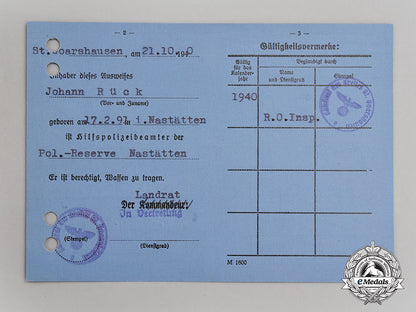 – 2 –
St.Goarshausen, am 21.10.1940
Inhaber dieses Ausweises
Johann Rück
(Vor- und Zuname)
geboren am 17.2.97 in i.Nastätten
ist Hilfspolizeibeamter der
Pol.-Reserve Nastätten
Er ist berechtigt, Waffen zu tragen.
Landrat
Der Kommandeur:
In Vertretung
(Stempel)
(Dienstgrad)
– 3 –
Gültigkeitsvermerke:
Gültig für das Kalenderjahr
Beglaubigt durch
Name und Dienstgrad
Stempel
1940
R.O.Insp.
M 1600
eMedals